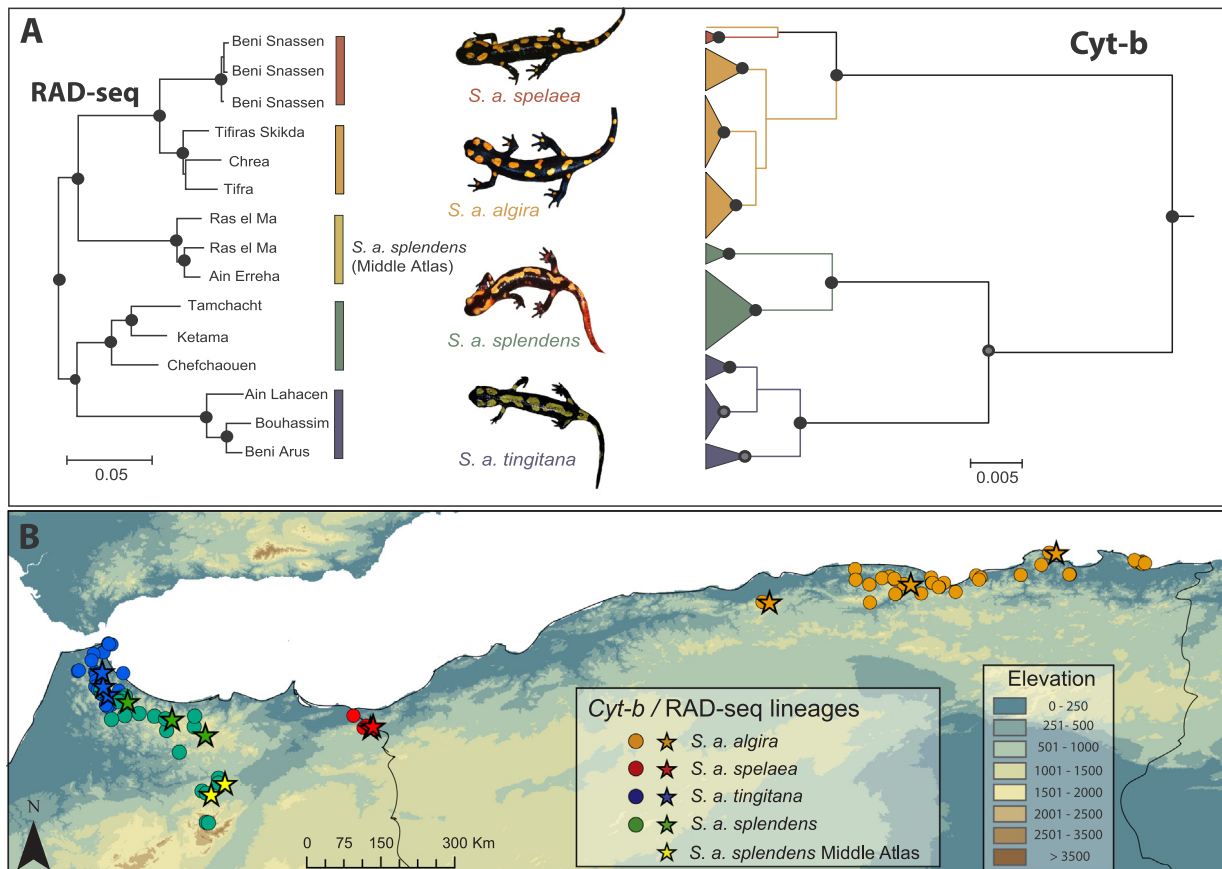 A
RAD-seq
Beni Snassen
Beni Snassen
Beni Snassen
Tifiras Skikda
Chrea
Tifra
Ras el Ma
Ras el Ma
Ain Erreha
Tamchacht
Ketama
Chefchaouen
Ain Lahacen
Bouhassim
Beni Arus
0.05
S. a. splendens
(Middle Atlas)
S. a. spelaea
S. a. algira
S. a. splendens
S. a. tingitana
Cyt-b
0.005
B
N
0 75 150 300 Km
Cyt-b / RAD-seq lineages
S. a. algira
S. a. spelaea
S. a. tingitana
S. a. splendens
S. a. splendens Middle Atlas
Elevation
0 - 250
251 - 500
501 - 1000
1001 - 1500
1501 - 2000
2001 - 2500
2501 - 3500
> 3500